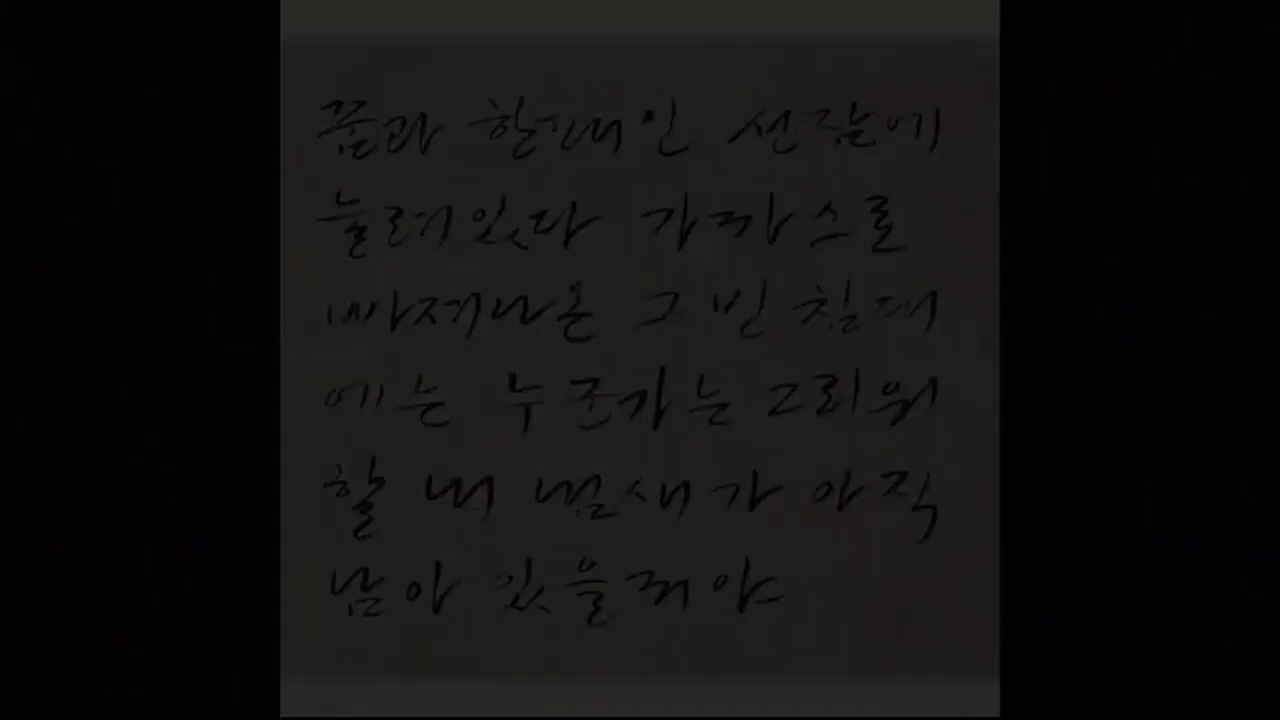 꿈과 한패인 선잠에
눌려있다 가까스로
빠져나온 그 빈 침대
에는 누군가는 그리워
할 내 냄새가 아직
남아 있을거야